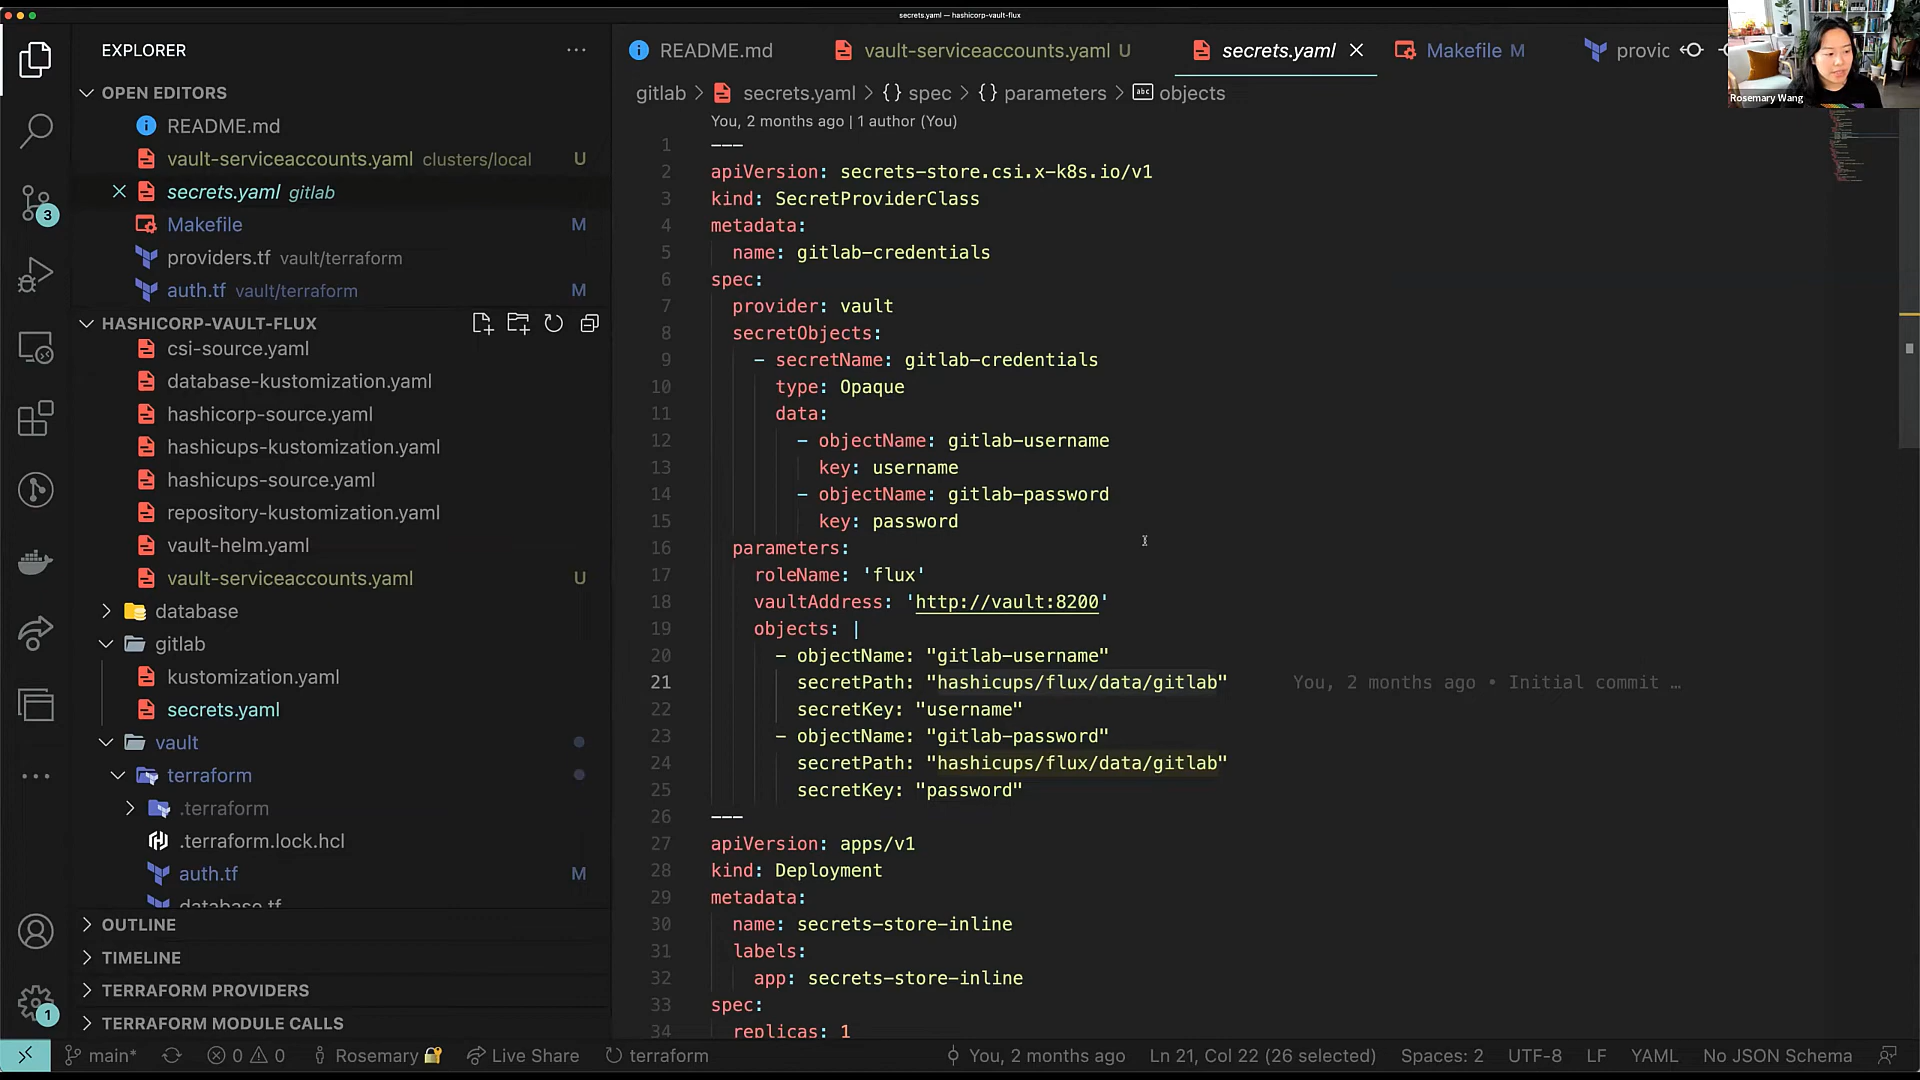 secrets.yaml — hashicorp-vault-flux
EXPLORER
OPEN EDITORS
README.md
vault-serviceaccounts.yaml clusters/local U
secrets.yaml gitlab
Makefile M
providers.tf vault/terraform
auth.tf vault/terraform M
HASHICORP-VAULT-FLUX
csi-source.yaml
database-kustomization.yaml
hashicorp-source.yaml
hashicups-kustomization.yaml
hashicups-source.yaml
repository-kustomization.yaml
vault-helm.yaml
vault-serviceaccounts.yaml U
database
gitlab
kustomization.yaml
secrets.yaml
vault
terraform
.terraform
.terraform.lock.hcl
auth.tf M
database.tf
OUTLINE
TIMELINE
TERRAFORM PROVIDERS
TERRAFORM MODULE CALLS
3
1
README.md vault-serviceaccounts.yaml U secrets.yaml Makefile M provic
Rosemary Wang
gitlab > secrets.yaml > {} spec > {} parameters > abc objects
You, 2 months ago | 1 author (You)
1 ---
2 apiVersion: secrets-store.csi.x-k8s.io/v1
3 kind: SecretProviderClass
4 metadata:
5 name: gitlab-credentials
6 spec:
7 provider: vault
8 secretObjects:
9 - secretName: gitlab-credentials
10 type: Opaque
11 data:
12 - objectName: gitlab-username
13 key: username
14 - objectName: gitlab-password
15 key: password
16 parameters:
17 roleName: 'flux'
18 vaultAddress: 'http://vault:8200'
19 objects: |
20 - objectName: "gitlab-username"
21 secretPath: "hashicups/flux/data/gitlab" You, 2 months ago • Initial commit …
22 secretKey: "username"
23 - objectName: "gitlab-password"
24 secretPath: "hashicups/flux/data/gitlab"
25 secretKey: "password"
26 ---
27 apiVersion: apps/v1
28 kind: Deployment
29 metadata:
30 name: secrets-store-inline
31 labels:
32 app: secrets-store-inline
33 spec:
34 replicas: 1
main* 0 0 Rosemary Live Share terraform You, 2 months ago Ln 21, Col 22 (26 selected) Spaces: 2 UTF-8 LF YAML No JSON Schema